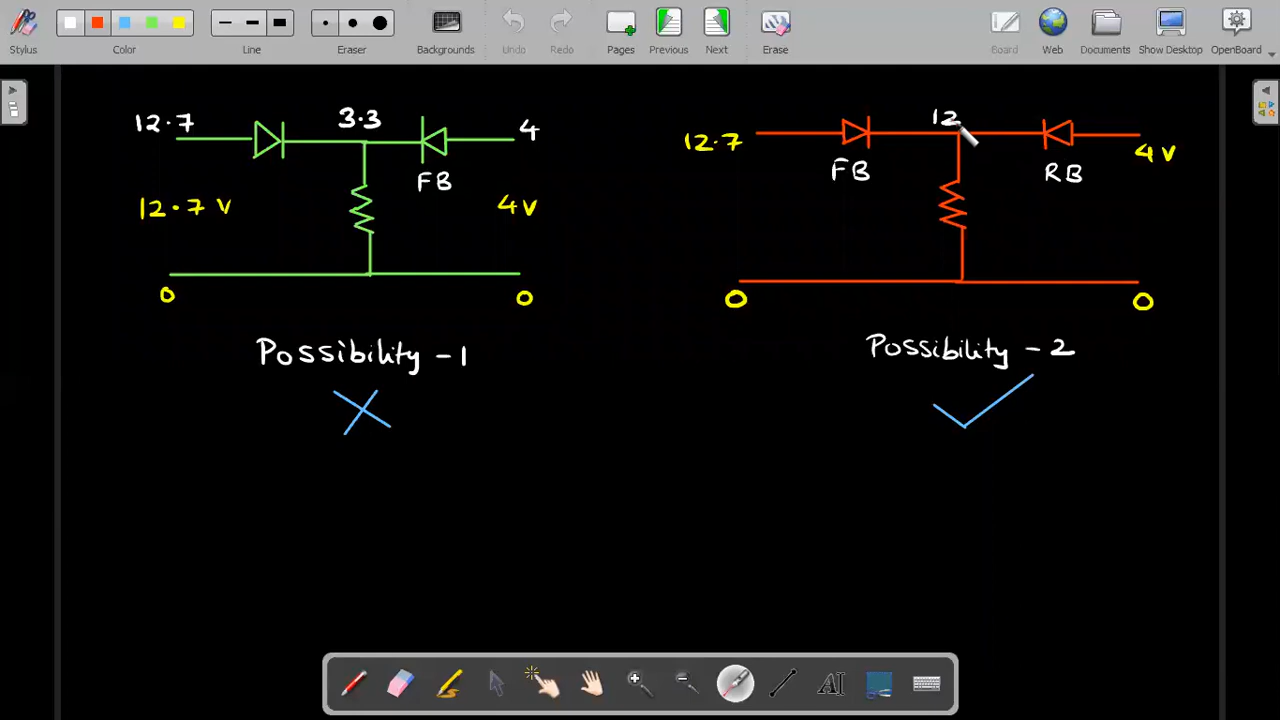 Stylus Color Line Eraser Backgrounds Undo Redo Pages Previous Next Erase Board Web Documents Show Desktop OpenBoard
12.7 3.3 4
FB
12.7 V 4V
0 0
Possibility - 1
12.7 12 4V
FB RB
0 0
Possibility - 2
AI